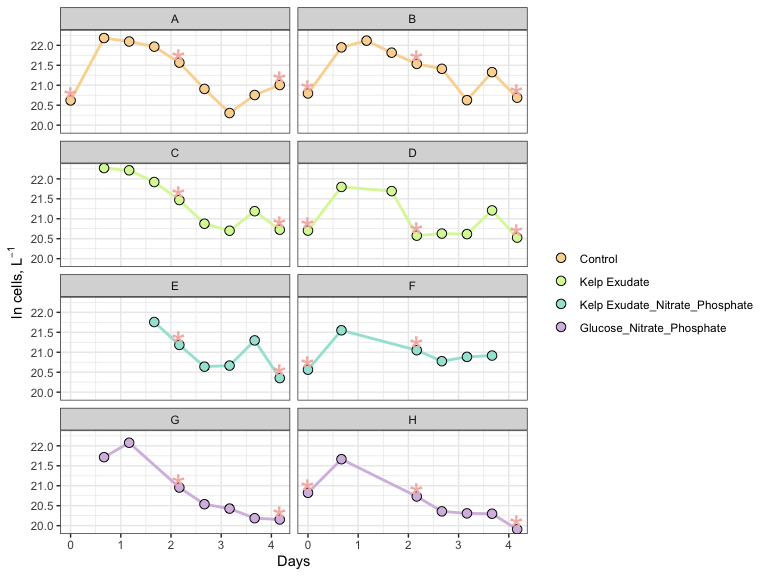 A B
22.0
21.5
21.0
20.5
20.0
C D
22.0
21.5
21.0
20.5
20.0
E F
22.0
21.5
21.0
20.5
20.0
G H
22.0
21.5
21.0
20.5
20.0
0 1 2 3 4 0 1 2 3 4
Days
ln cells, L⁻¹
Control
Kelp Exudate
Kelp Exudate_Nitrate_Phosphate
Glucose_Nitrate_Phosphate